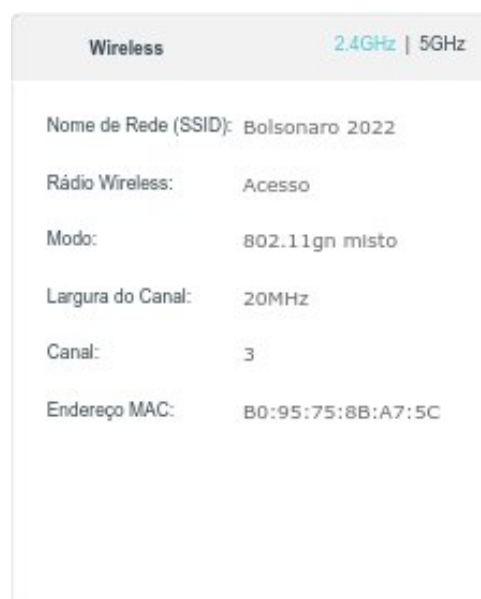 Wireless 2.4GHz | 5GHz
Nome de Rede (SSID): Bolsonaro 2022
Rádio Wireless: Acesso
Modo: 802.11gn misto
Largura do Canal: 20MHz
Canal: 3
Endereço MAC: B0:95:75:8B:A7:5C